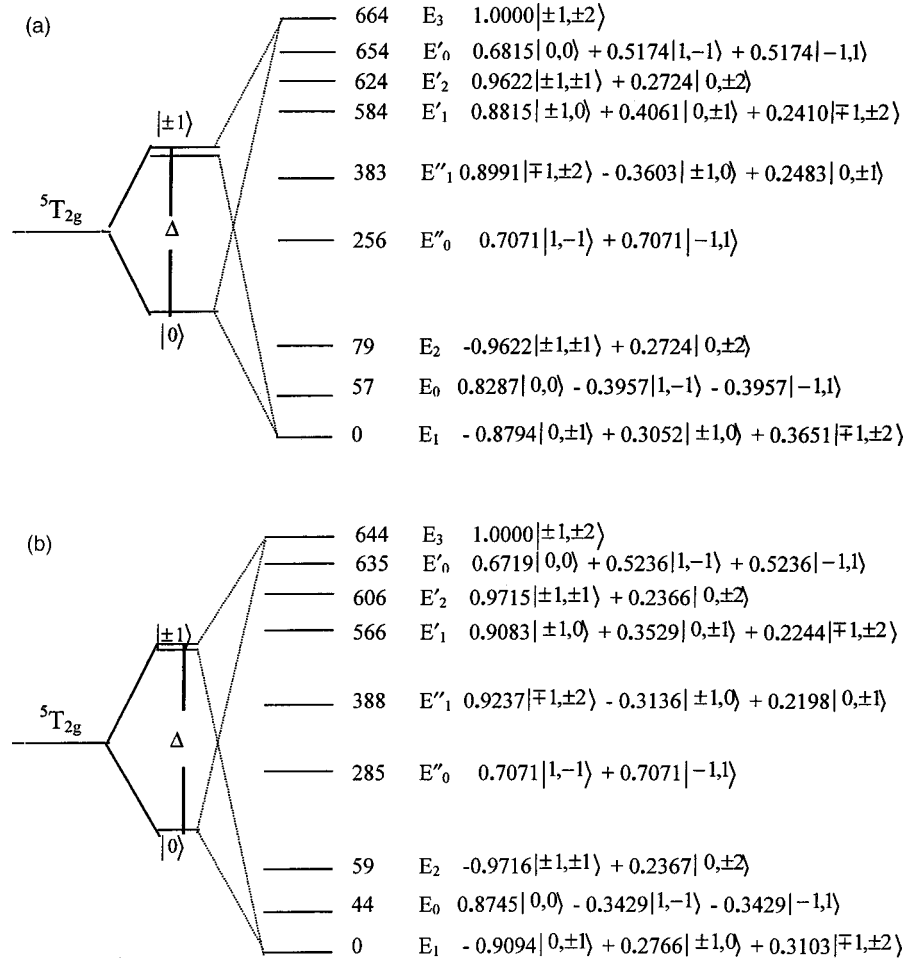 (a)
664 E₃ 1.0000|±1,±2⟩
654 E′₀ 0.6815|0,0⟩ + 0.5174|1,-1⟩ + 0.5174|-1,1⟩
624 E′₂ 0.9622|±1,±1⟩ + 0.2724|0,±2⟩
584 E′₁ 0.8815|±1,0⟩ + 0.4061|0,±1⟩ + 0.2410|∓1,±2⟩
|±1⟩
383 E″₁ 0.8991|∓1,±2⟩ - 0.3603|±1,0⟩ + 0.2483|0,±1⟩
⁵T₂g
Δ
256 E″₀ 0.7071|1,-1⟩ + 0.7071|-1,1⟩
|0⟩
79 E₂ -0.9622|±1,±1⟩ + 0.2724|0,±2⟩
57 E₀ 0.8287|0,0⟩ - 0.3957|1,-1⟩ - 0.3957|-1,1⟩
0 E₁ - 0.8794|0,±1⟩ + 0.3052|±1,0⟩ + 0.3651|∓1,±2⟩
(b)
644 E₃ 1.0000|±1,±2⟩
635 E′₀ 0.6719|0,0⟩ + 0.5236|1,-1⟩ + 0.5236|-1,1⟩
606 E′₂ 0.9715|±1,±1⟩ + 0.2366|0,±2⟩
566 E′₁ 0.9083|±1,0⟩ + 0.3529|0,±1⟩ + 0.2244|∓1,±2⟩
|±1⟩
388 E″₁ 0.9237|∓1,±2⟩ - 0.3136|±1,0⟩ + 0.2198|0,±1⟩
⁵T₂g
Δ
285 E″₀ 0.7071|1,-1⟩ + 0.7071|-1,1⟩
|0⟩
59 E₂ -0.9716|±1,±1⟩ + 0.2367|0,±2⟩
44 E₀ 0.8745|0,0⟩ - 0.3429|1,-1⟩ - 0.3429|-1,1⟩
0 E₁ - 0.9094|0,±1⟩ + 0.2766|±1,0⟩ + 0.3103|∓1,±2⟩